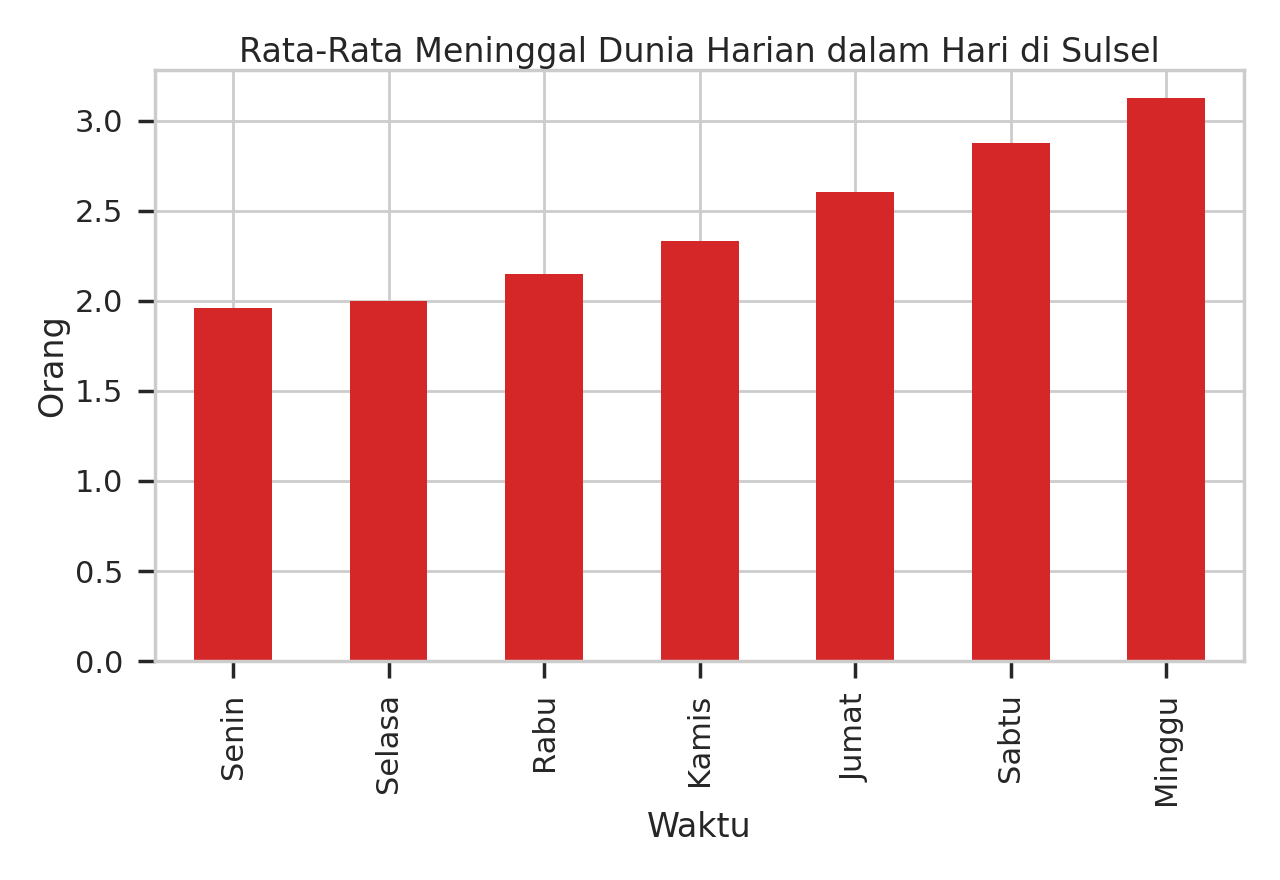 Rata-Rata Meninggal Dunia Harian dalam Hari di Sulsel
3.0
2.5
2.0
1.5
1.0
0.5
0.0
Orang
Senin
Selasa
Rabu
Kamis
Jumat
Sabtu
Minggu
Waktu